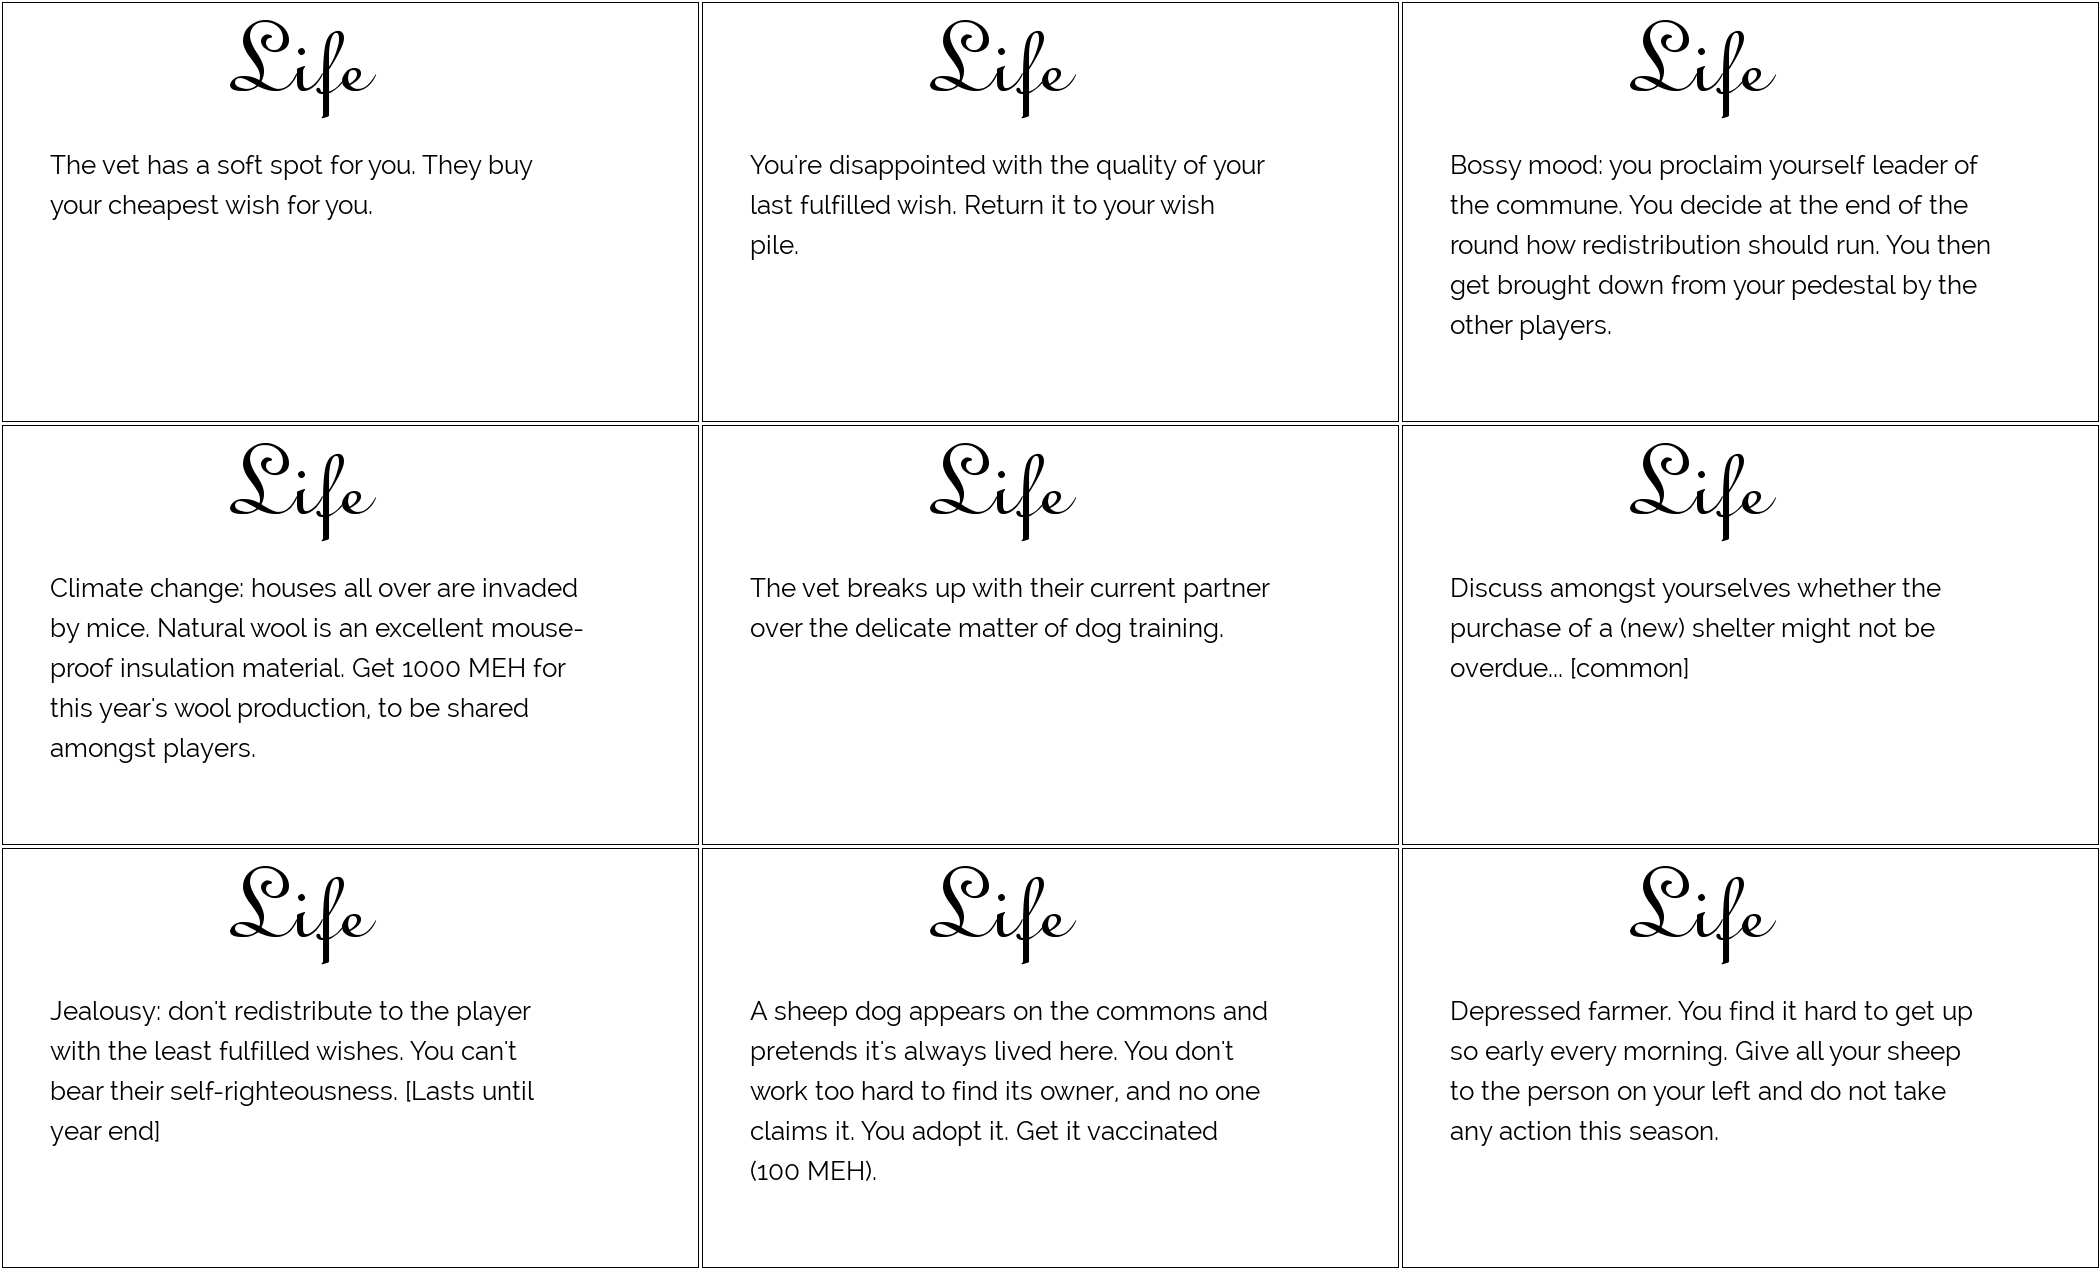 Life
The vet has a soft spot for you. They buy
your cheapest wish for you.
Life
You're disappointed with the quality of your
last fulfilled wish. Return it to your wish
pile.
Life
Bossy mood: you proclaim yourself leader of
the commune. You decide at the end of the
round how redistribution should run. You then
get brought down from your pedestal by the
other players.
Life
Climate change: houses all over are invaded
by mice. Natural wool is an excellent mouse-
proof insulation material. Get 1000 MEH for
this year's wool production, to be shared
amongst players.
Life
The vet breaks up with their current partner
over the delicate matter of dog training.
Life
Discuss amongst yourselves whether the
purchase of a (new) shelter might not be
overdue... [common]
Life
Jealousy: don't redistribute to the player
with the least fulfilled wishes. You can't
bear their self-righteousness. [Lasts until
year end]
Life
A sheep dog appears on the commons and
pretends it's always lived here. You don't
work too hard to find its owner, and no one
claims it. You adopt it. Get it vaccinated
(100 MEH).
Life
Depressed farmer. You find it hard to get up
so early every morning. Give all your sheep
to the person on your left and do not take
any action this season.